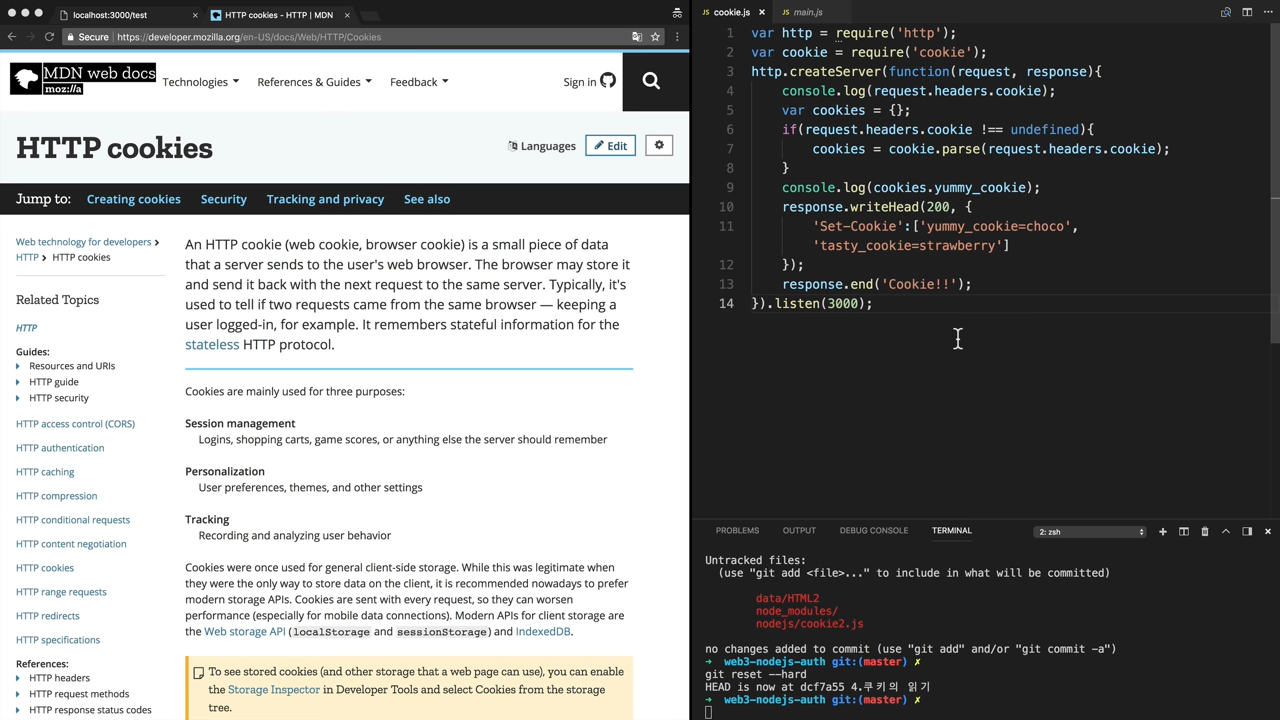 localhost:3000/test ×
HTTP cookies - HTTP | MDN ×
Secure | https://developer.mozilla.org/en-US/docs/Web/HTTP/Cookies
MDN web docs
moz://a
Technologies
References & Guides
Feedback
Sign in
HTTP cookies
Languages
Edit
Jump to:
Creating cookies
Security
Tracking and privacy
See also
Web technology for developers
HTTP
HTTP cookies
Related Topics
HTTP
Guides:
Resources and URIs
HTTP guide
HTTP security
HTTP access control (CORS)
HTTP authentication
HTTP caching
HTTP compression
HTTP conditional requests
HTTP content negotiation
HTTP cookies
HTTP range requests
HTTP redirects
HTTP specifications
References:
HTTP headers
HTTP request methods
HTTP response status codes
An HTTP cookie (web cookie, browser cookie) is a small piece of data
that a server sends to the user's web browser. The browser may store it
and send it back with the next request to the same server. Typically, it's
used to tell if two requests came from the same browser — keeping a
user logged-in, for example. It remembers stateful information for the
stateless HTTP protocol.
Cookies are mainly used for three purposes:
Session management
Logins, shopping carts, game scores, or anything else the server should remember
Personalization
User preferences, themes, and other settings
Tracking
Recording and analyzing user behavior
Cookies were once used for general client-side storage. While this was legitimate when
they were the only way to store data on the client, it is recommended nowadays to prefer
modern storage APIs. Cookies are sent with every request, so they can worsen
performance (especially for mobile data connections). Modern APIs for client storage are
the Web storage API (localStorage and sessionStorage) and IndexedDB.
To see stored cookies (and other storage that a web page can use), you can enable
the Storage Inspector in Developer Tools and select Cookies from the storage
tree.
JS cookie.js ×
JS main.js
1 var http = require('http');
2 var cookie = require('cookie');
3 http.createServer(function(request, response){
4 console.log(request.headers.cookie);
5 var cookies = {};
6 if(request.headers.cookie !== undefined){
7 cookies = cookie.parse(request.headers.cookie);
8 }
9 console.log(cookies.yummy_cookie);
10 response.writeHead(200, {
11 'Set-Cookie':['yummy_cookie=choco',
'tasty_cookie=strawberry']
12 });
13 response.end('Cookie!!');
14 }).listen(3000);
PROBLEMS
OUTPUT
DEBUG CONSOLE
TERMINAL
2: zsh
Untracked files:
(use "git add <file>..." to include in what will be committed)
data/HTML2
node_modules/
nodejs/cookie2.js
no changes added to commit (use "git add" and/or "git commit -a")
→ web3-nodejs-auth git:(master) ✗
git reset --hard
HEAD is now at dcf7a55 4.쿠키의 읽기
→ web3-nodejs-auth git:(master) ✗